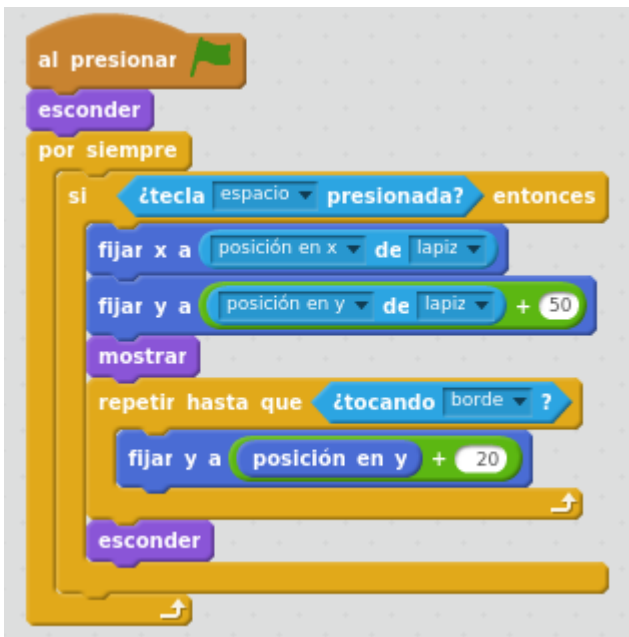 al presionar
esconder
por siempre
si ¿tecla espacio presionada? entonces
fijar x a posición en x de lapiz
fijar y a posición en y de lapiz + 50
mostrar
repetir hasta que ¿tocando borde ?
fijar y a posición en y + 20
esconder